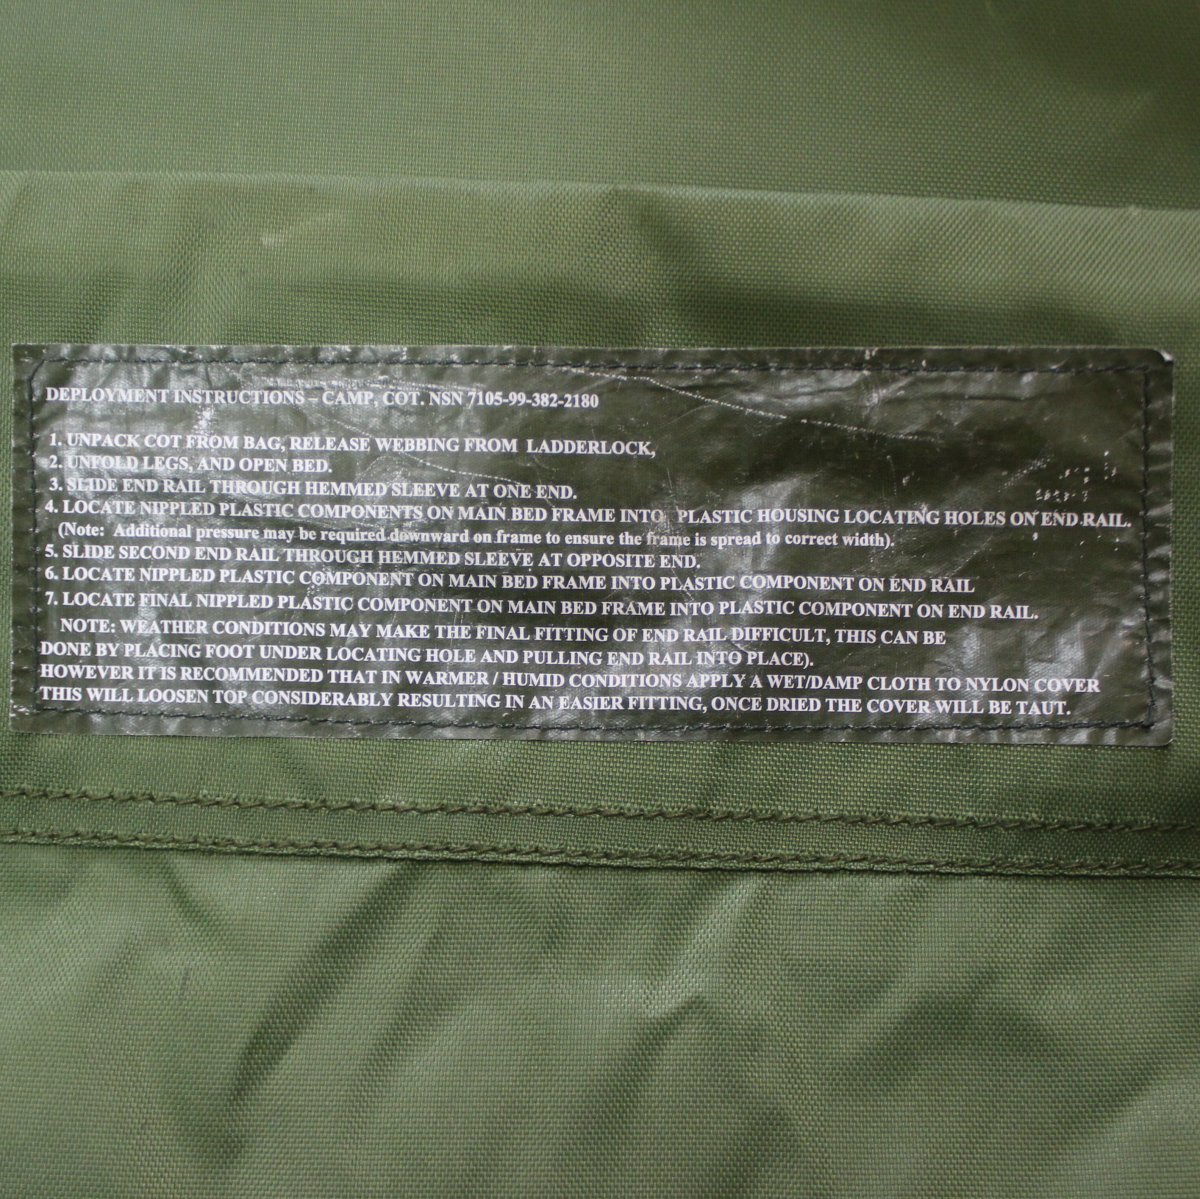 DEPLOYMENT INSTRUCTIONS – CAMP, COT. NSN 7105-99-382-2180
1. UNPACK COT FROM BAG, RELEASE WEBBING FROM LADDERLOCK,
2. UNFOLD LEGS, AND OPEN BED.
3. SLIDE END RAIL THROUGH HEMMED SLEEVE AT ONE END.
4. LOCATE NIPPLED PLASTIC COMPONENTS ON MAIN BED FRAME INTO PLASTIC HOUSING LOCATING HOLES ON END RAIL.
(Note: Additional pressure may be required downward on frame to ensure the frame is spread to correct width).
5. SLIDE SECOND END RAIL THROUGH HEMMED SLEEVE AT OPPOSITE END.
6. LOCATE NIPPLED PLASTIC COMPONENT ON MAIN BED FRAME INTO PLASTIC COMPONENT ON END RAIL
7. LOCATE FINAL NIPPLED PLASTIC COMPONENT ON MAIN BED FRAME INTO PLASTIC COMPONENT ON END RAIL.
NOTE: WEATHER CONDITIONS MAY MAKE THE FINAL FITTING OF END RAIL DIFFICULT, THIS CAN BE
DONE BY PLACING FOOT UNDER LOCATING HOLE AND PULLING END RAIL INTO PLACE).
HOWEVER IT IS RECOMMENDED THAT IN WARMER / HUMID CONDITIONS APPLY A WET/DAMP CLOTH TO NYLON COVER
THIS WILL LOOSEN TOP CONSIDERABLY RESULTING IN AN EASIER FITTING, ONCE DRIED THE COVER WILL BE TAUT.